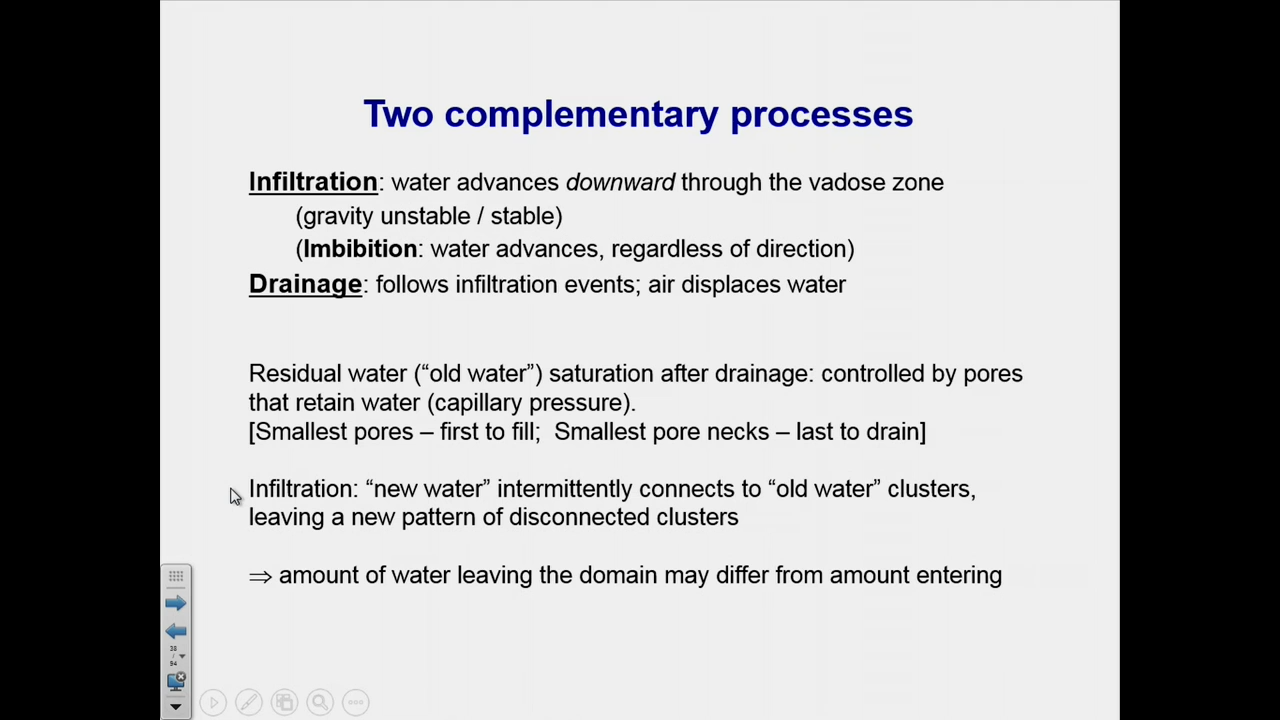 Two complementary processes
Infiltration: water advances downward through the vadose zone
(gravity unstable / stable)
(Imbibition: water advances, regardless of direction)
Drainage: follows infiltration events; air displaces water
Residual water (“old water”) saturation after drainage: controlled by pores
that retain water (capillary pressure).
[Smallest pores – first to fill;  Smallest pore necks – last to drain]
Infiltration: “new water” intermittently connects to “old water” clusters,
leaving a new pattern of disconnected clusters
⇒ amount of water leaving the domain may differ from amount entering
38
/
94